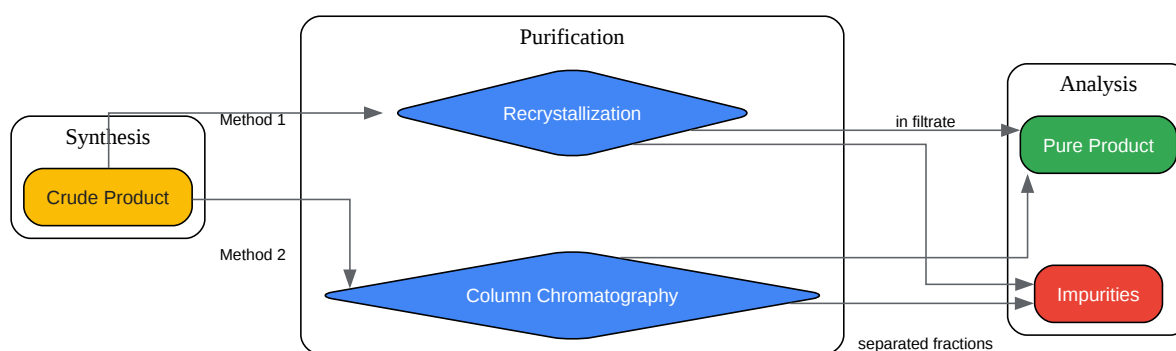 Purification
Synthesis
Crude Product
Method 1
Method 2
Recrystallization
Column Chromatography
in filtrate
separated fractions
Analysis
Pure Product
Impurities